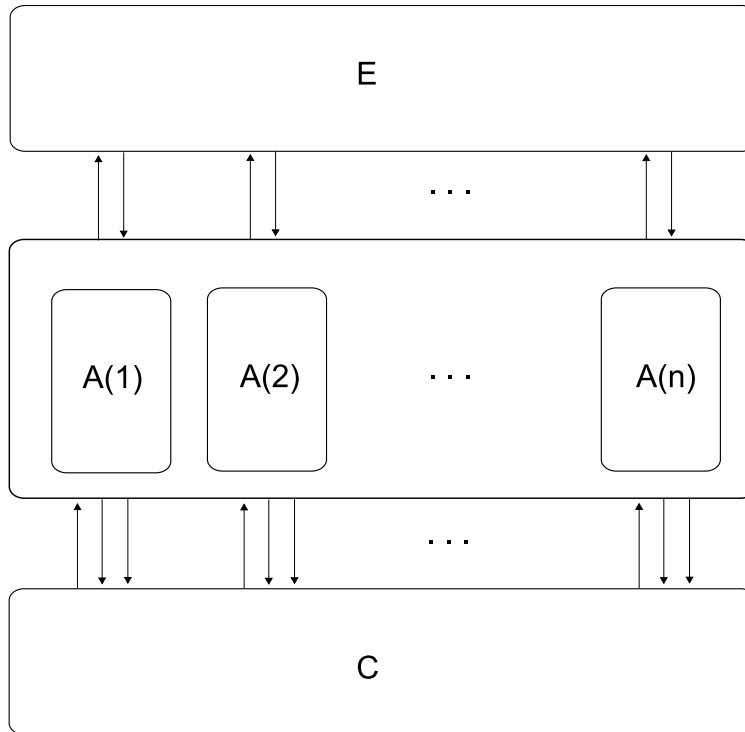 E
. . .
A(1) A(2) . . . A(n)
. . .
C